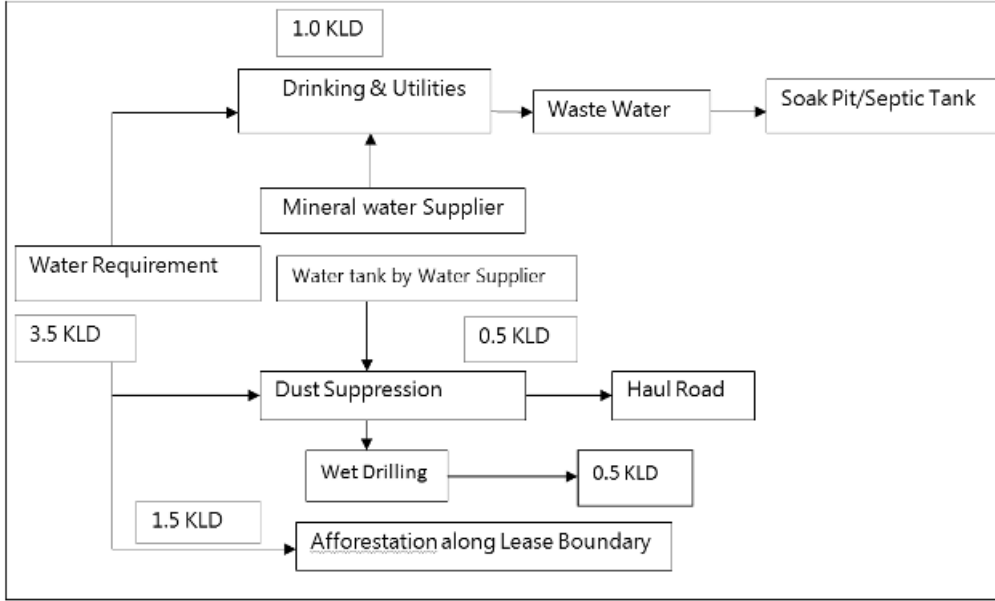 1.0 KLD
Drinking & Utilities
Waste Water
Soak Pit/Septic Tank
Mineral water Supplier
Water Requirement
Water tank by Water Supplier
3.5 KLD
0.5 KLD
Dust Suppression
Haul Road
Wet Drilling
0.5 KLD
1.5 KLD
Afforestation along Lease Boundary